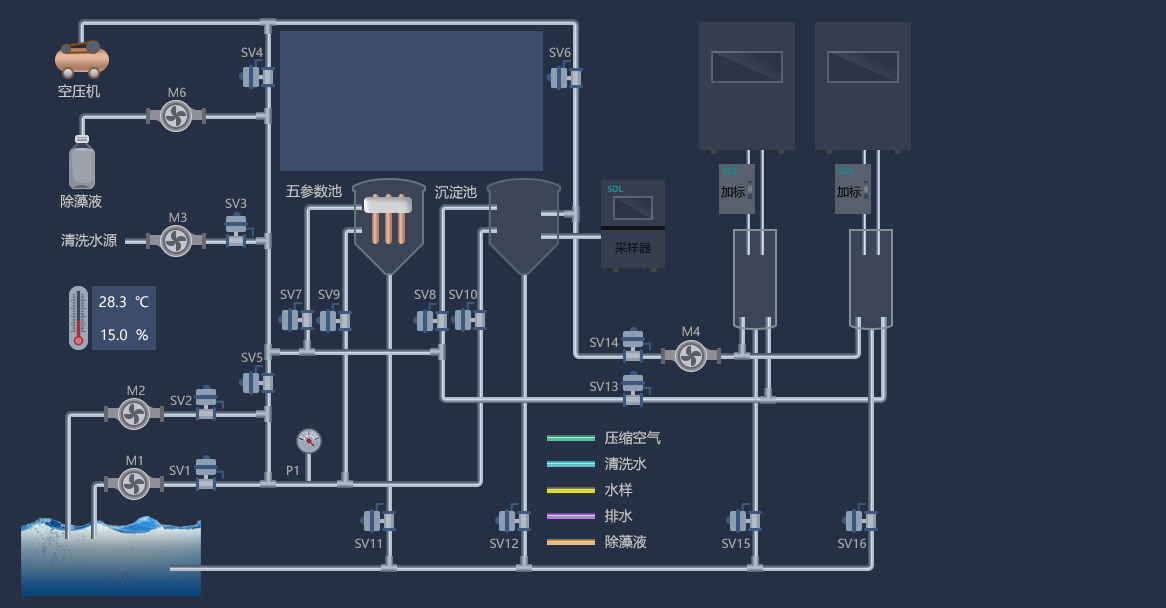 SV4
SV6
空压机
M6
SDL
SDL
加标
加标
五参数池
沉淀池
SDL
除藻液
SV3
M3
清洗水源
采样器
28.3 ℃
15.0 %
SV7
SV9
SV8
SV10
M4
SV14
SV5
SV13
M2
SV2
压缩空气
M1
SV1
P1
清洗水
水样
排水
除藻液
SV11
SV12
SV15
SV16